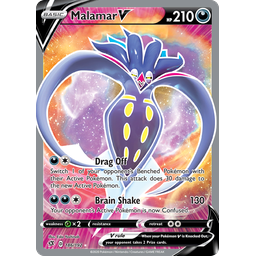 BASIC
Malamar V
HP 210
Drag Off
Switch 1 of your opponent's Benched Pokémon with
their Active Pokémon. This attack does 30 damage
to the new Active Pokémon.
Brain Shake 130
Your opponent's Active Pokémon is now Confused.
weakness ×2 resistance retreat
V rule
When your Pokémon V is Knocked Out,
your opponent takes 2 Prize cards.